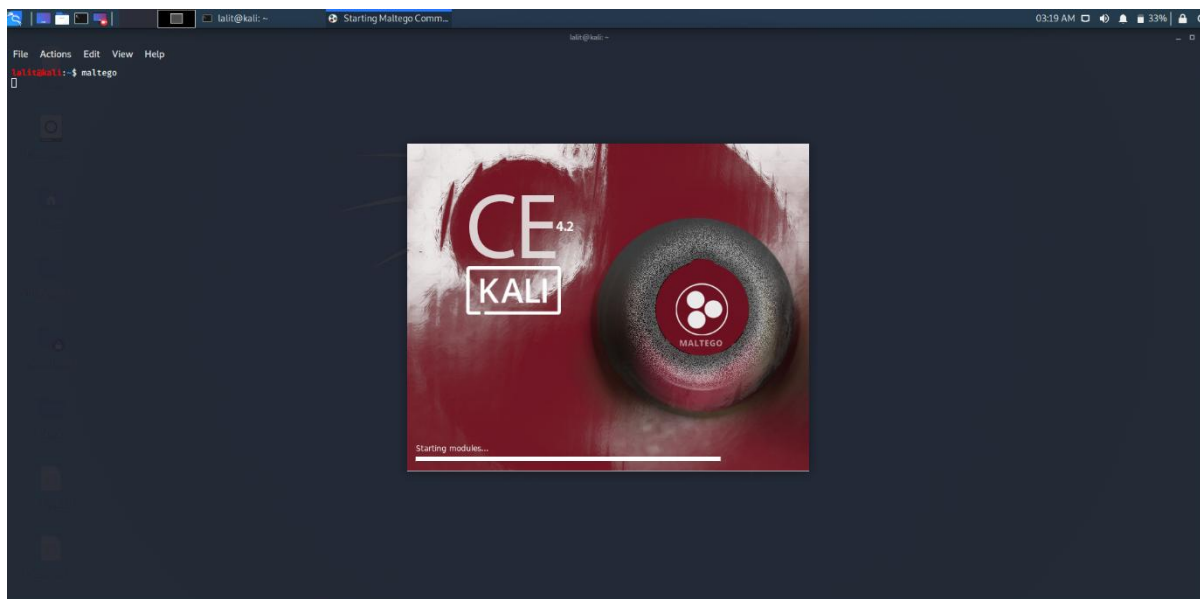 lalit@kali: ~
Starting Maltego Comm...
03:19 AM
33%
lalit@kali: ~
File Actions Edit View Help
lalit@kali:~$ maltego
CE 4.2
KALI
MALTEGO
Starting modules...